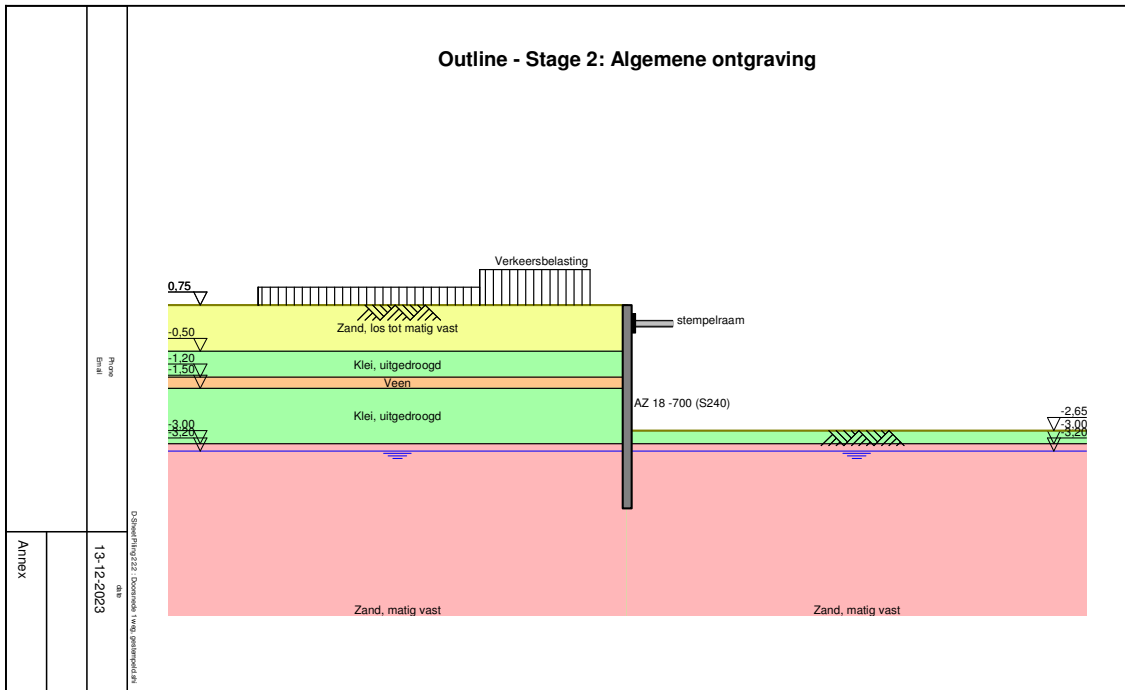 Outline - Stage 2: Algemene ontgraving
Verkeersbelasting
0,75
Zand, los tot matig vast
stempelraam
-0,50
-1,20
Klei, uitgedroogd
-1,50
Veen
AZ 18 -700 (S240)
Klei, uitgedroogd
-2,65
-3,00
-3,00
-3,20
-3,20
Zand, matig vast
Zand, matig vast
Phone
Email
D-Sheet Piling 22.2 : Doorsnede 1 weg, gestempeld.shi
date
13-12-2023
Annex